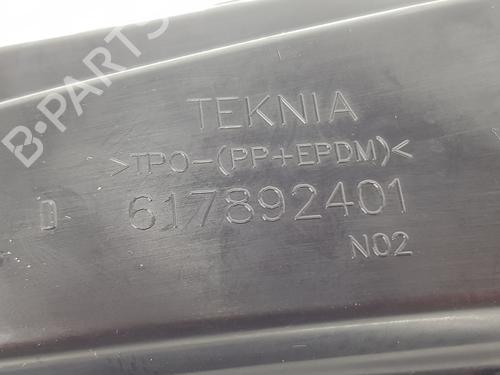 B-PARTS
TEKNIA
>TPO-(PP+EPDM)<
D 617892401
N02